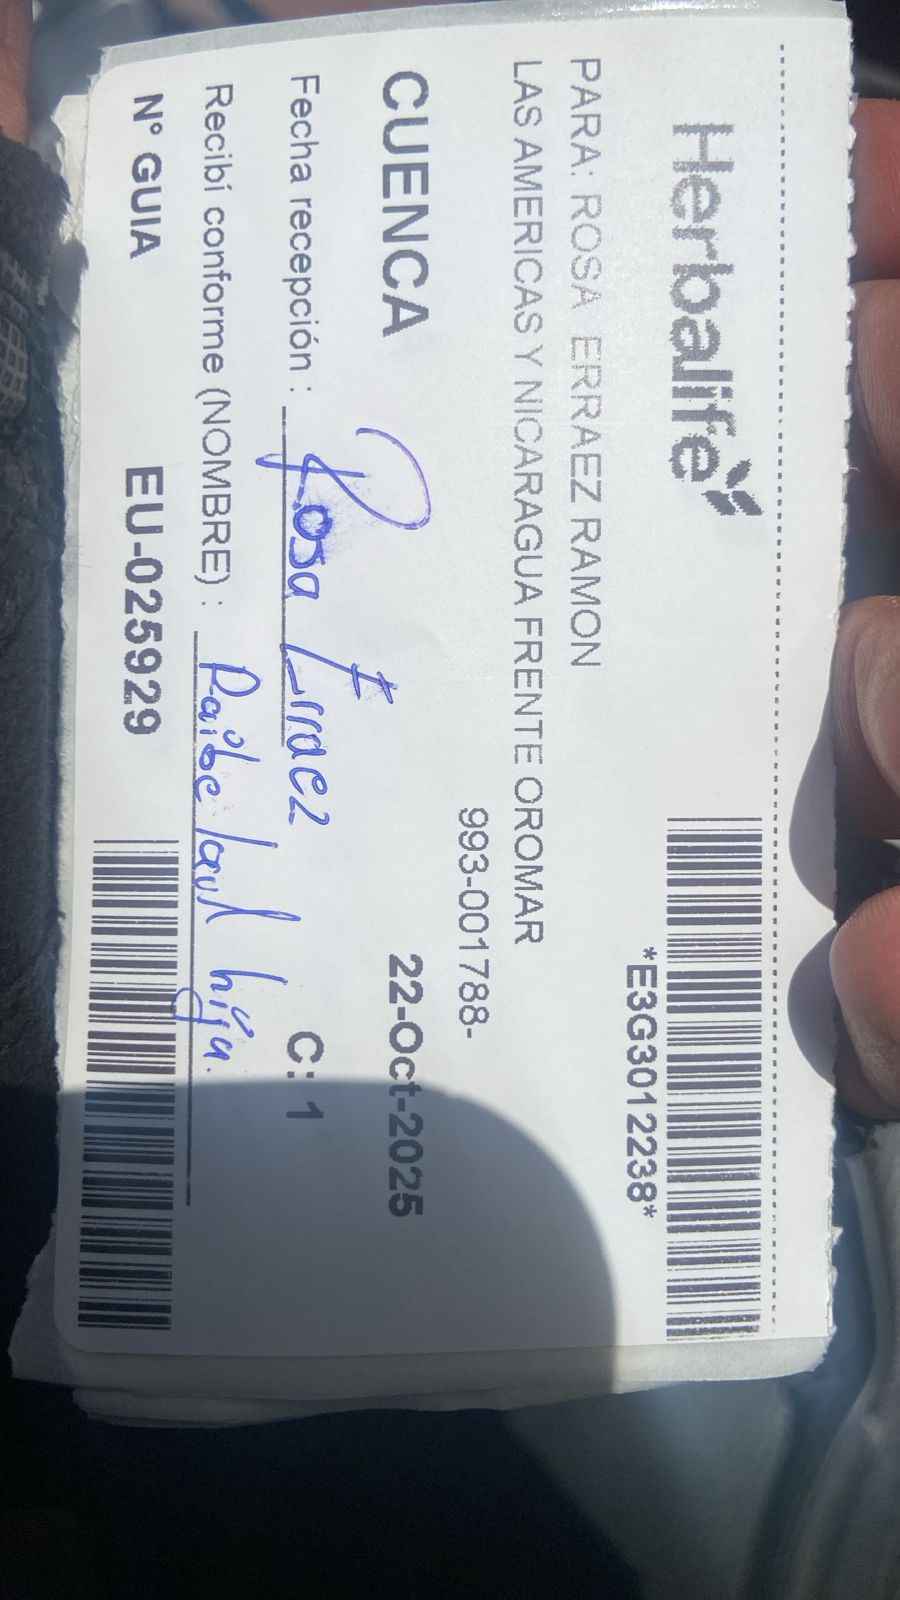 Herbalife
*E3G3012238*
PARA: ROSA ERRAEZ RAMON
LAS AMERICAS Y NICARAGUA FRENTE OROMAR
993-001788-
CUENCA 22-Oct-2025
Fecha recepción : Rosa Erraez C: 1
Recibí conforme (NOMBRE) : hija.
N° GUIA EU-025929